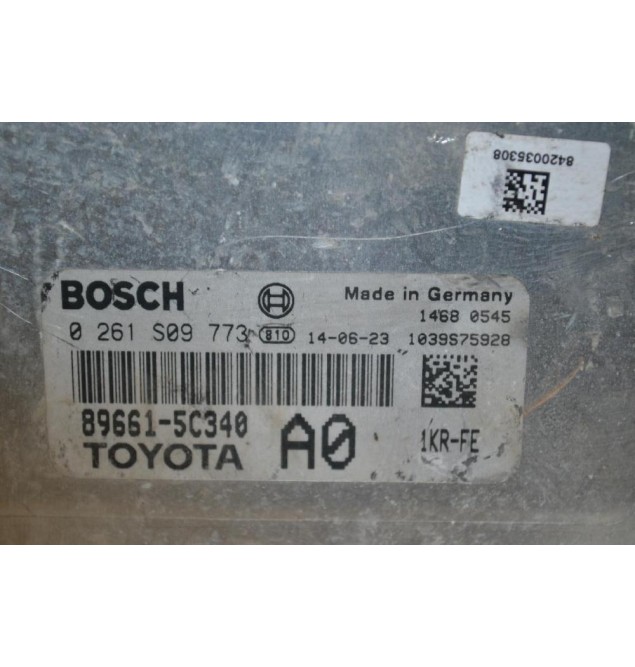 8420035308
BOSCH
Made in Germany
1468 0545
0 261 S09 773 810 14-06-23 1039S75928
89661-5C340
A0
1KR-FE
TOYOTA